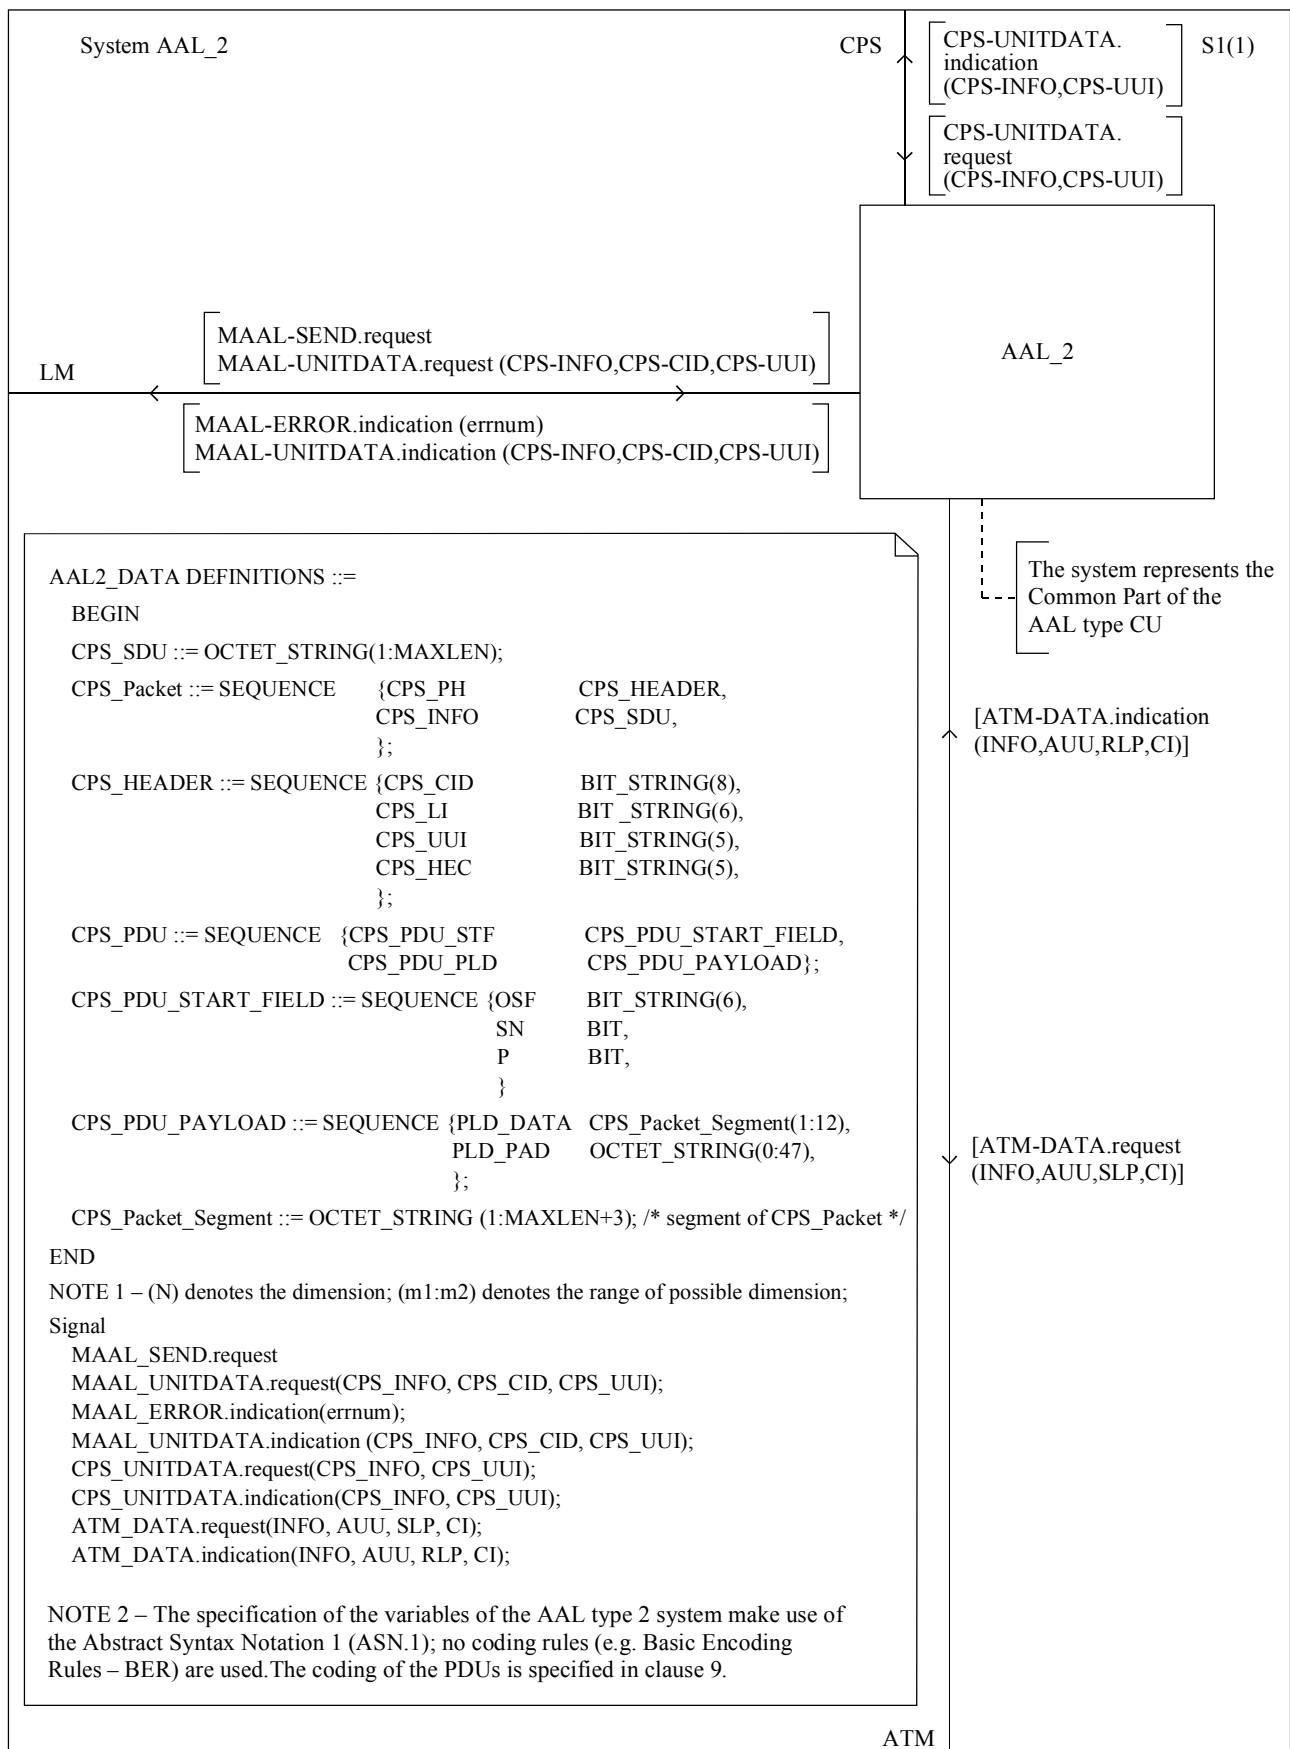 System AAL_2
CPS
CPS-UNITDATA.
indication
(CPS-INFO,CPS-UUI)
S1(1)
CPS-UNITDATA.
request
(CPS-INFO,CPS-UUI)
AAL_2
LM
MAAL-SEND.request
MAAL-UNITDATA.request (CPS-INFO,CPS-CID,CPS-UUI)
MAAL-ERROR.indication (errnum)
MAAL-UNITDATA.indication (CPS-INFO,CPS-CID,CPS-UUI)
The system represents the
Common Part of the
AAL type CU
[ATM-DATA.indication
(INFO,AUU,RLP,CI)]
[ATM-DATA.request
(INFO,AUU,SLP,CI)]
AAL2_DATA DEFINITIONS ::=
BEGIN
CPS_SDU ::= OCTET_STRING(1:MAXLEN);
CPS_Packet ::= SEQUENCE {CPS_PH CPS_HEADER,
CPS_INFO CPS_SDU,
};
CPS_HEADER ::= SEQUENCE {CPS_CID BIT_STRING(8),
CPS_LI BIT _STRING(6),
CPS_UUI BIT_STRING(5),
CPS_HEC BIT_STRING(5),
};
CPS_PDU ::= SEQUENCE {CPS_PDU_STF CPS_PDU_START_FIELD,
CPS_PDU_PLD CPS_PDU_PAYLOAD};
CPS_PDU_START_FIELD ::= SEQUENCE {OSF BIT_STRING(6),
SN BIT,
P BIT,
}
CPS_PDU_PAYLOAD ::= SEQUENCE {PLD_DATA CPS_Packet_Segment(1:12),
PLD_PAD OCTET_STRING(0:47),
};
CPS_Packet_Segment ::= OCTET_STRING (1:MAXLEN+3); /* segment of CPS_Packet */
END
NOTE 1 – (N) denotes the dimension; (m1:m2) denotes the range of possible dimension;
Signal
MAAL_SEND.request
MAAL_UNITDATA.request(CPS_INFO, CPS_CID, CPS_UUI);
MAAL_ERROR.indication(errnum);
MAAL_UNITDATA.indication (CPS_INFO, CPS_CID, CPS_UUI);
CPS_UNITDATA.request(CPS_INFO, CPS_UUI);
CPS_UNITDATA.indication(CPS_INFO, CPS_UUI);
ATM_DATA.request(INFO, AUU, SLP, CI);
ATM_DATA.indication(INFO, AUU, RLP, CI);
NOTE 2 – The specification of the variables of the AAL type 2 system make use of
the Abstract Syntax Notation 1 (ASN.1); no coding rules (e.g. Basic Encoding
Rules – BER) are used.The coding of the PDUs is specified in clause 9.
ATM